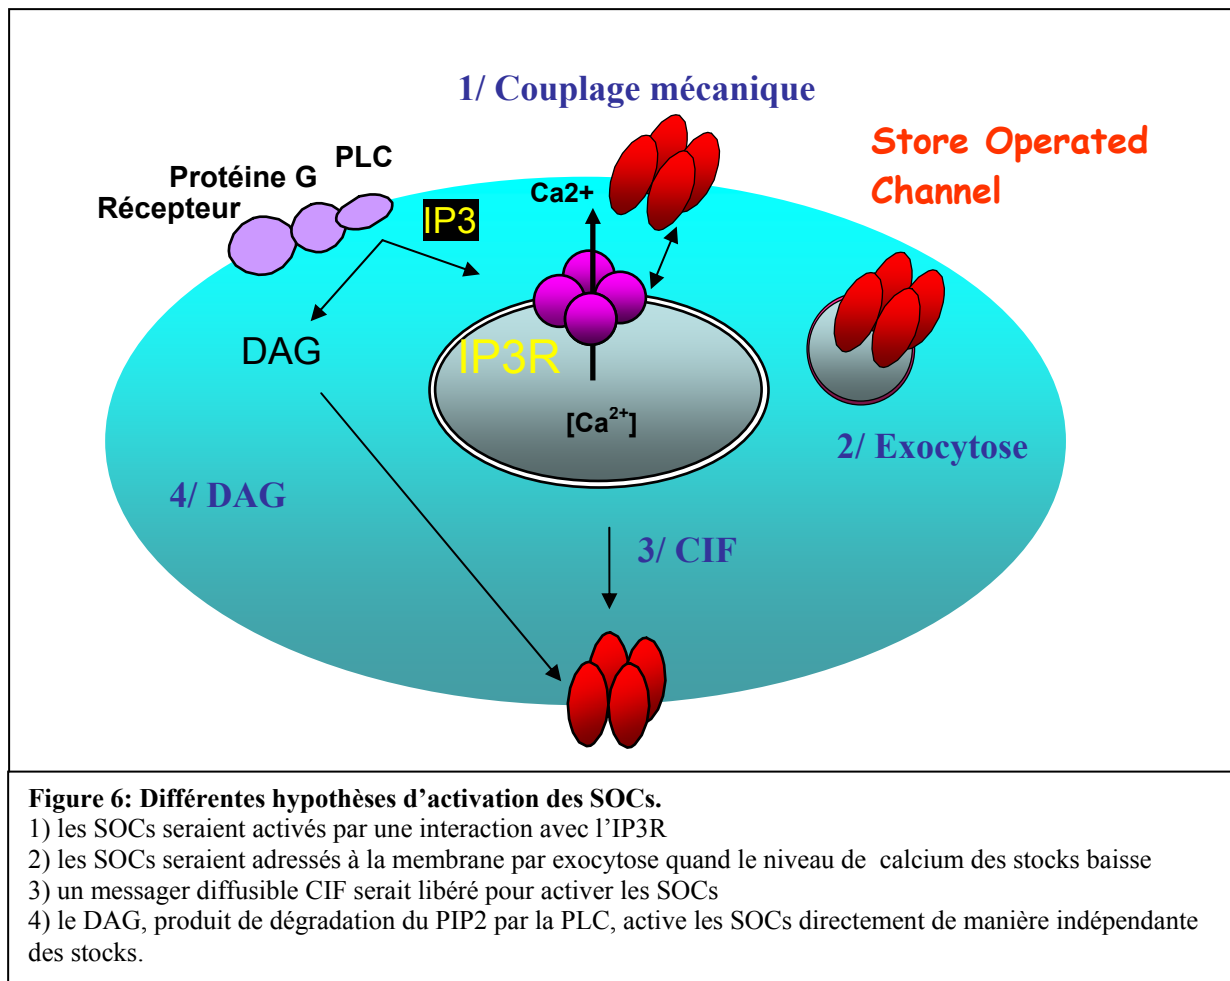 1/ Couplage mécanique
Store Operated
Channel
PLC
Protéine G
Récepteur
IP3
Ca2+
DAG
IP3R
[Ca2+]
2/ Exocytose
4/ DAG
3/ CIF
Figure 6: Différentes hypothèses d’activation des SOCs.
1) les SOCs seraient activés par une interaction avec l’IP3R
2) les SOCs seraient adressés à la membrane par exocytose quand le niveau de calcium des stocks baisse
3) un messager diffusible CIF serait libéré pour activer les SOCs
4) le DAG, produit de dégradation du PIP2 par la PLC, active les SOCs directement de manière indépendante
des stocks.